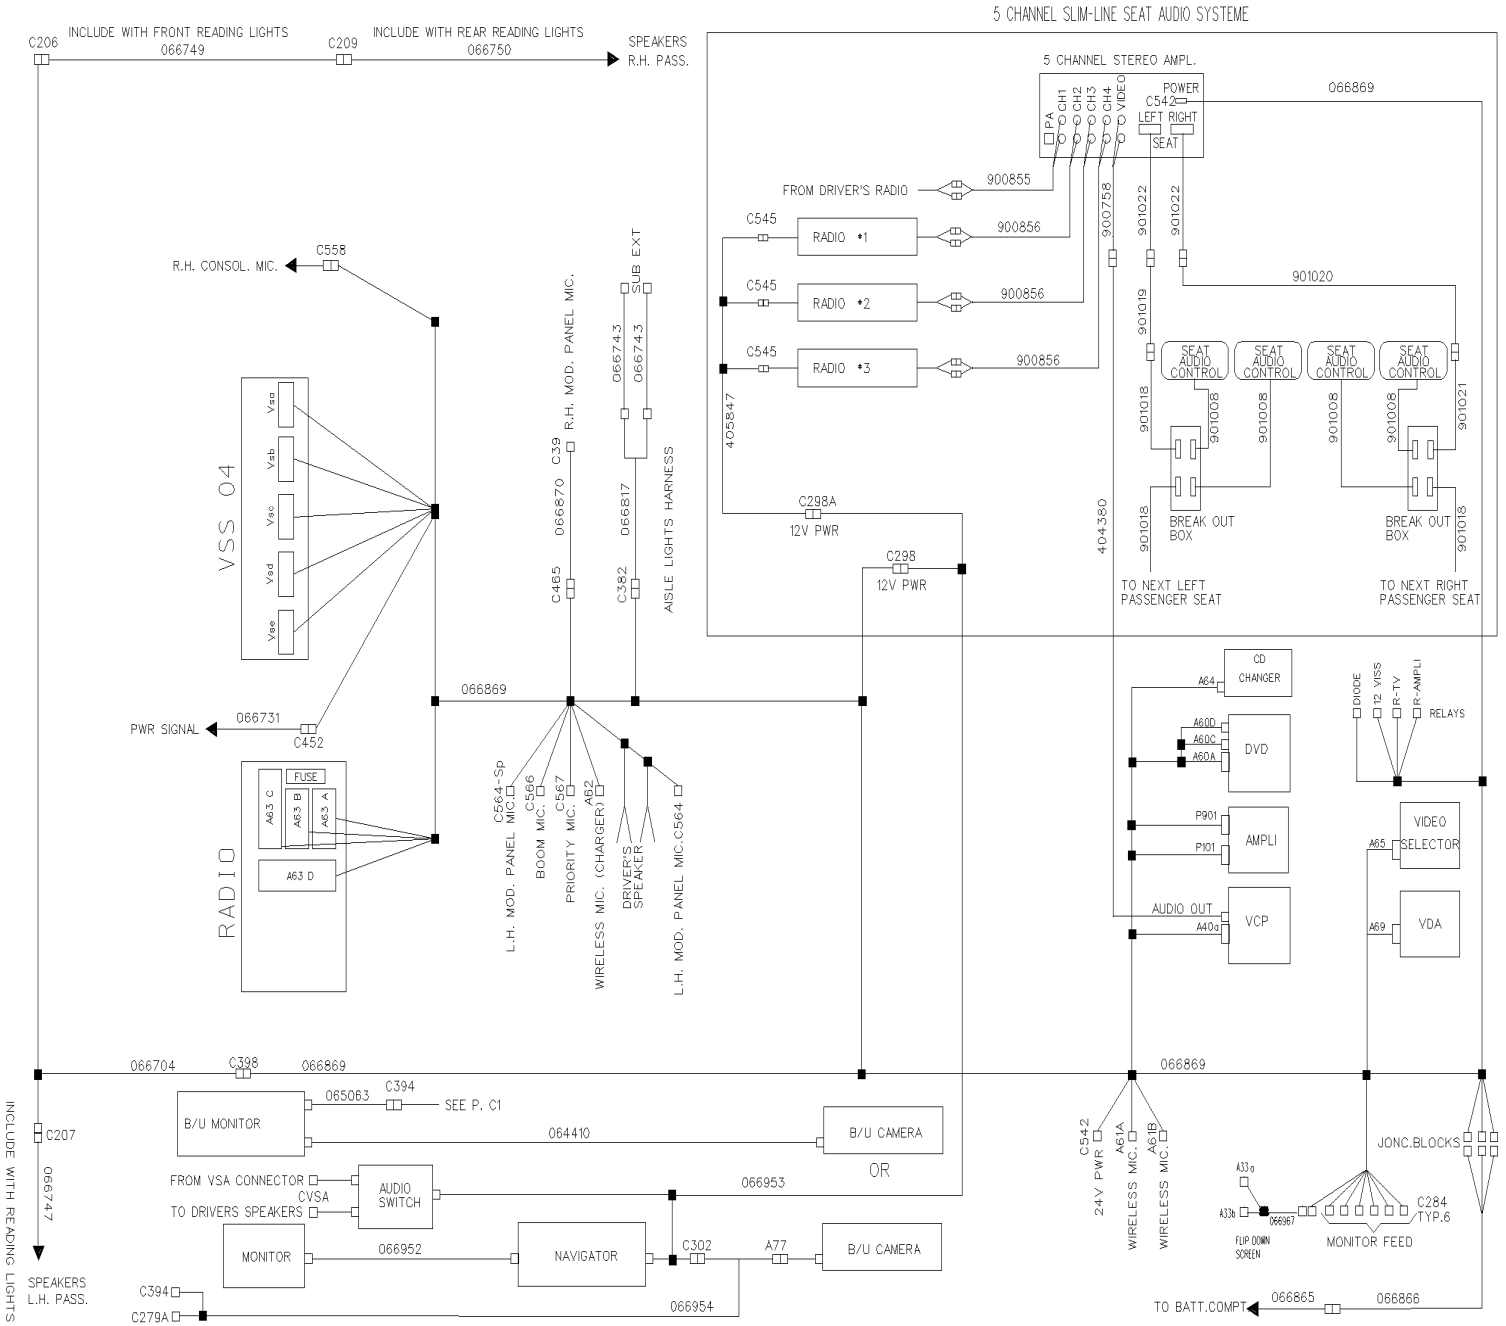 5 CHANNEL SLIM-LINE SEAT AUDIO SYSTEME
C206
INCLUDE WITH FRONT READING LIGHTS
066749
C209
INCLUDE WITH REAR READING LIGHTS
066750
SPEAKERS
R.H. PASS.
5 CHANNEL STEREO AMPL.
PA
CH1
CH2
CH3
CH4
VIDEO
POWER
C542
LEFT RIGHT
SEAT
066869
FROM DRIVER'S RADIO
900855
900758
901022
901022
C545
RADIO *1
900856
C545
RADIO *2
900856
C545
RADIO *3
900856
405847
901019
901020
SEAT
AUDIO
CONTROL
SEAT
AUDIO
CONTROL
SEAT
AUDIO
CONTROL
SEAT
AUDIO
CONTROL
901018
901008
901008
901008
901008
901021
BREAK OUT
BOX
BREAK OUT
BOX
901018
901018
TO NEXT LEFT
PASSENGER SEAT
TO NEXT RIGHT
PASSENGER SEAT
404380
C298A
12V PWR
C298
12V PWR
R.H. CONSOL. MIC.
C558
VSS 04
Vsa
Vsb
Vsc
Vsd
Vse
R.H. MOD. PANEL MIC.
C39
066870
C465
SUB EXT
066743
066743
066817
C382
AISLE LIGHTS HARNESS
066869
PWR SIGNAL
066731
C452
RADIO
FUSE
A63 C
A63 B
A63 A
A63 D
C564-Sp
L.H. MOD. PANEL MIC.
C566
BOOM MIC.
C567
PRIORITY MIC.
A62
WIRELESS MIC. (CHARGER)
DRIVER'S
SPEAKER
L.H. MOD. PANEL MIC.C564
A64
CD
CHANGER
A60D
A60C
A60A
DVD
P901
P101
AMPLI
AUDIO OUT
A40a
VCP
DIODE
12 VISS
R-TV
R-AMPLI
RELAYS
A65
VIDEO
SELECTOR
A69
VDA
066704
C398
066869
066869
C207
066747
INCLUDE WITH READING LIGHTS
SPEAKERS
L.H. PASS.
B/U MONITOR
065063
C394
SEE P. C1
064410
B/U CAMERA
OR
FROM VSA CONNECTOR
CVSA
TO DRIVERS SPEAKERS
AUDIO
SWITCH
066953
MONITOR
066952
NAVIGATOR
C302
A77
B/U CAMERA
C394
C279A
066954
C542
24V PWR
A61A
WIRELESS MIC.
A61B
WIRELESS MIC.
JONC.BLOCKS
A33a
A33b
066967
FLIP DOWN
SCREEN
C284
TYP.6
MONITOR FEED
TO BATT.COMPT
066865
066866